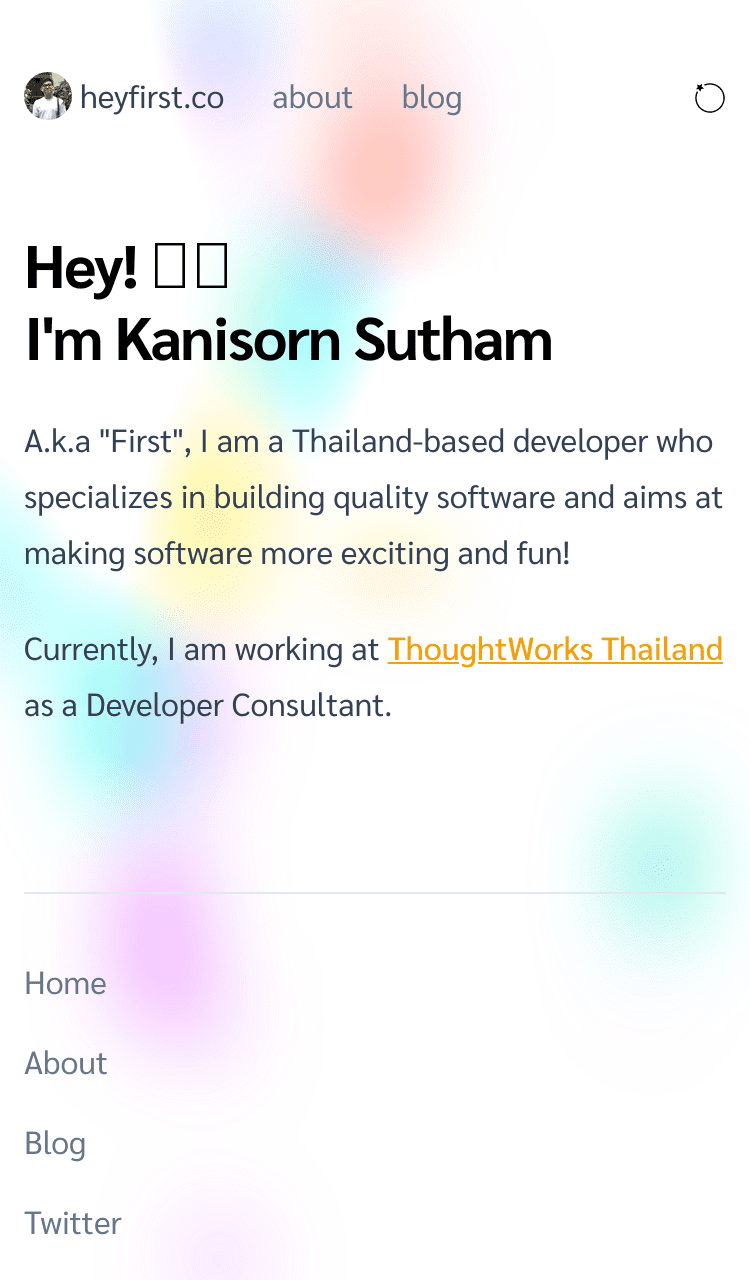 heyfirst.co about blog
Hey!
I'm Kanisorn Sutham
A.k.a "First", I am a Thailand-based developer who
specializes in building quality software and aims at
making software more exciting and fun!
Currently, I am working at ThoughtWorks Thailand
as a Developer Consultant.
Home
About
Blog
Twitter